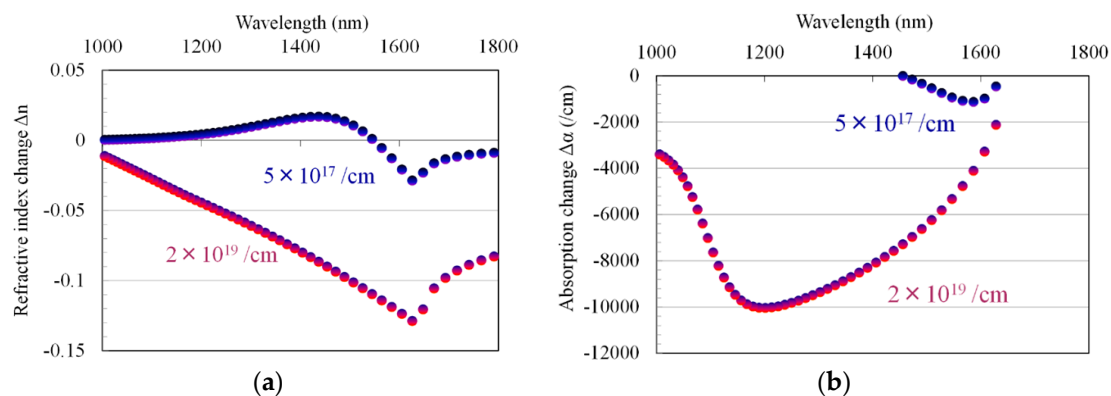 Wavelength (nm)
1000 1200 1400 1600 1800
Refractive index change Δn
0.05
0
-0.05
-0.1
-0.15
5×10¹⁷/cm
2×10¹⁹/cm
(a)
Wavelength (nm)
1000 1200 1400 1600 1800
Absorption change Δα (/cm)
0
-2000
-4000
-6000
-8000
-10000
-12000
5×10¹⁷/cm
2×10¹⁹/cm
(b)